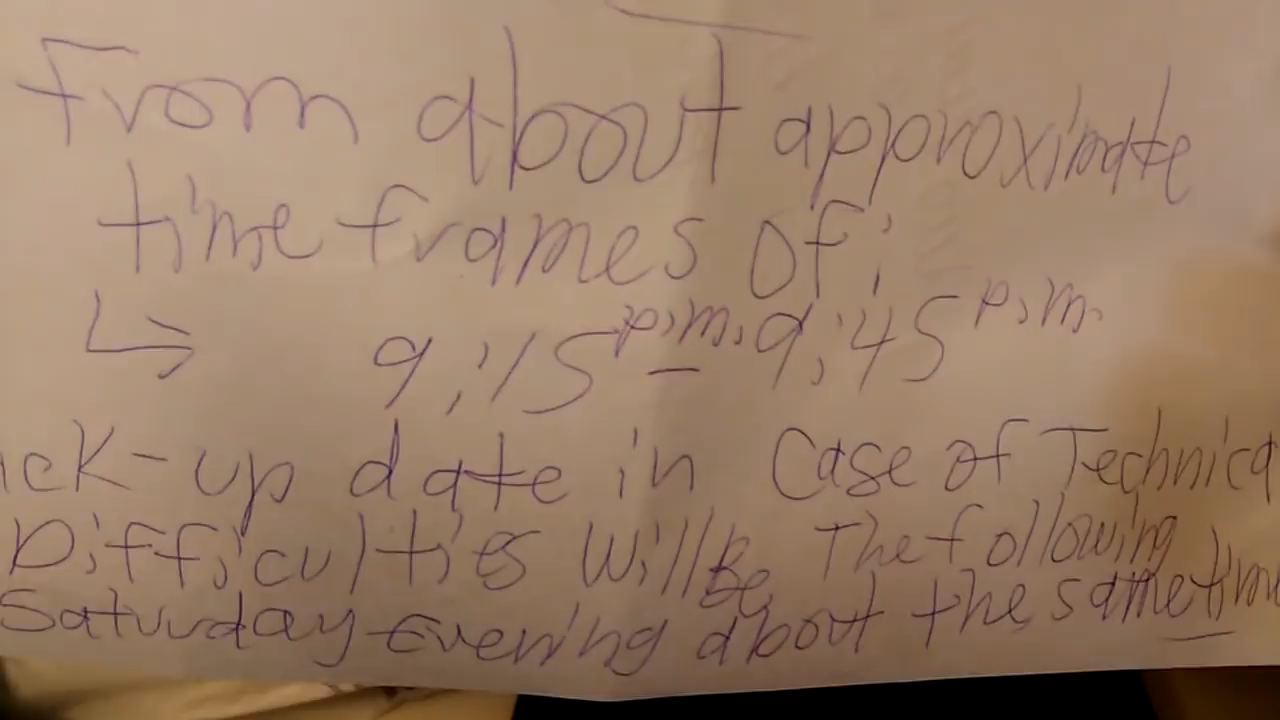 From about approximate
time frames of:
9:15 p.m. - 9:45 p.m.
ck-up date in Case of Technica
Difficulties Will Be The following
Saturday Evening about the same time